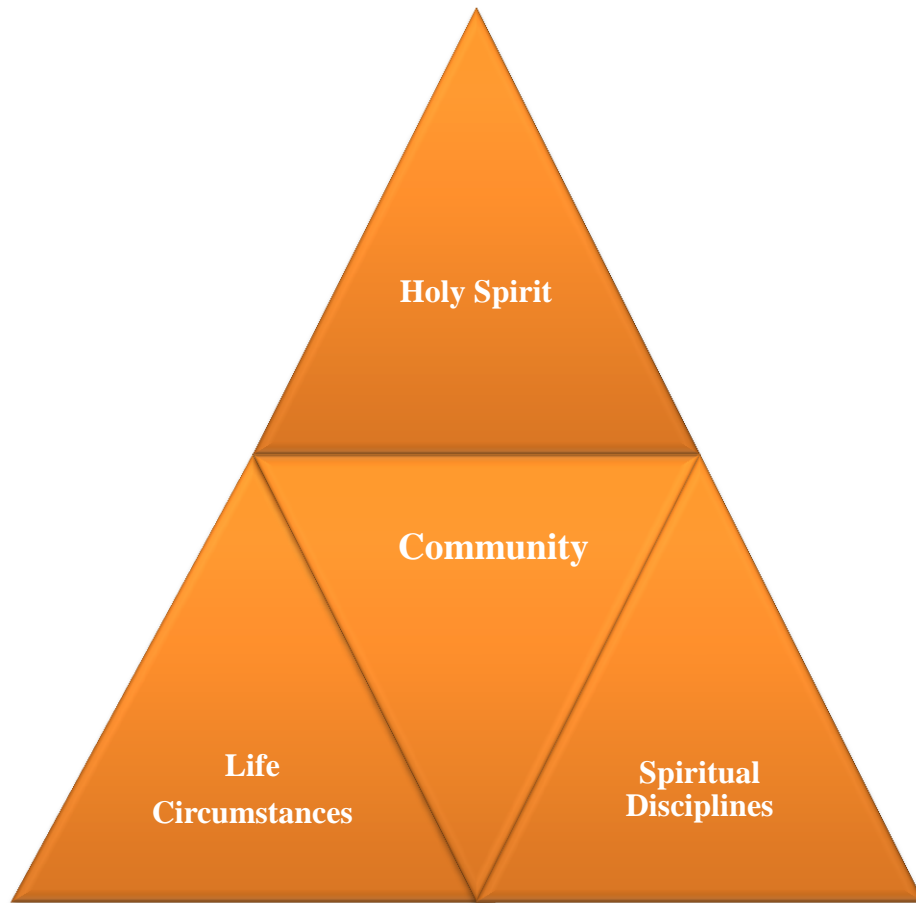 Holy Spirit
Community
Life
Circumstances
Spiritual
Disciplines